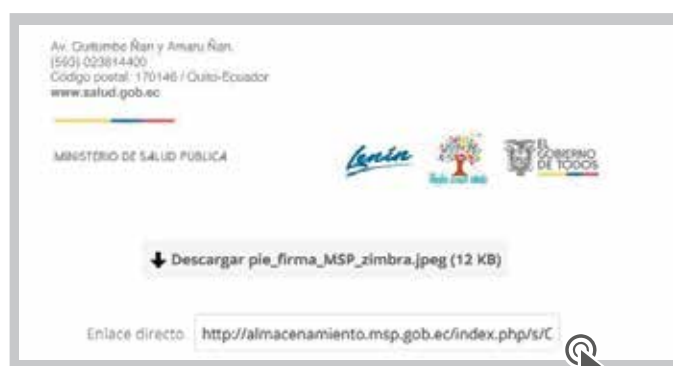 Av. Quitumbe Ñan y Amaru Ñan.
(593) 023814400
Código postal: 170146 / Quito-Ecuador
www.salud.gob.ec
MINISTERIO DE SALUD PÚBLICA
Lenín
EL
GOBIERNO
DE TODOS
Descargar pie_firma_MSP_zimbra.jpeg (12 KB)
Enlace directo http://almacenamiento.msp.gob.ec/index.php/s/C